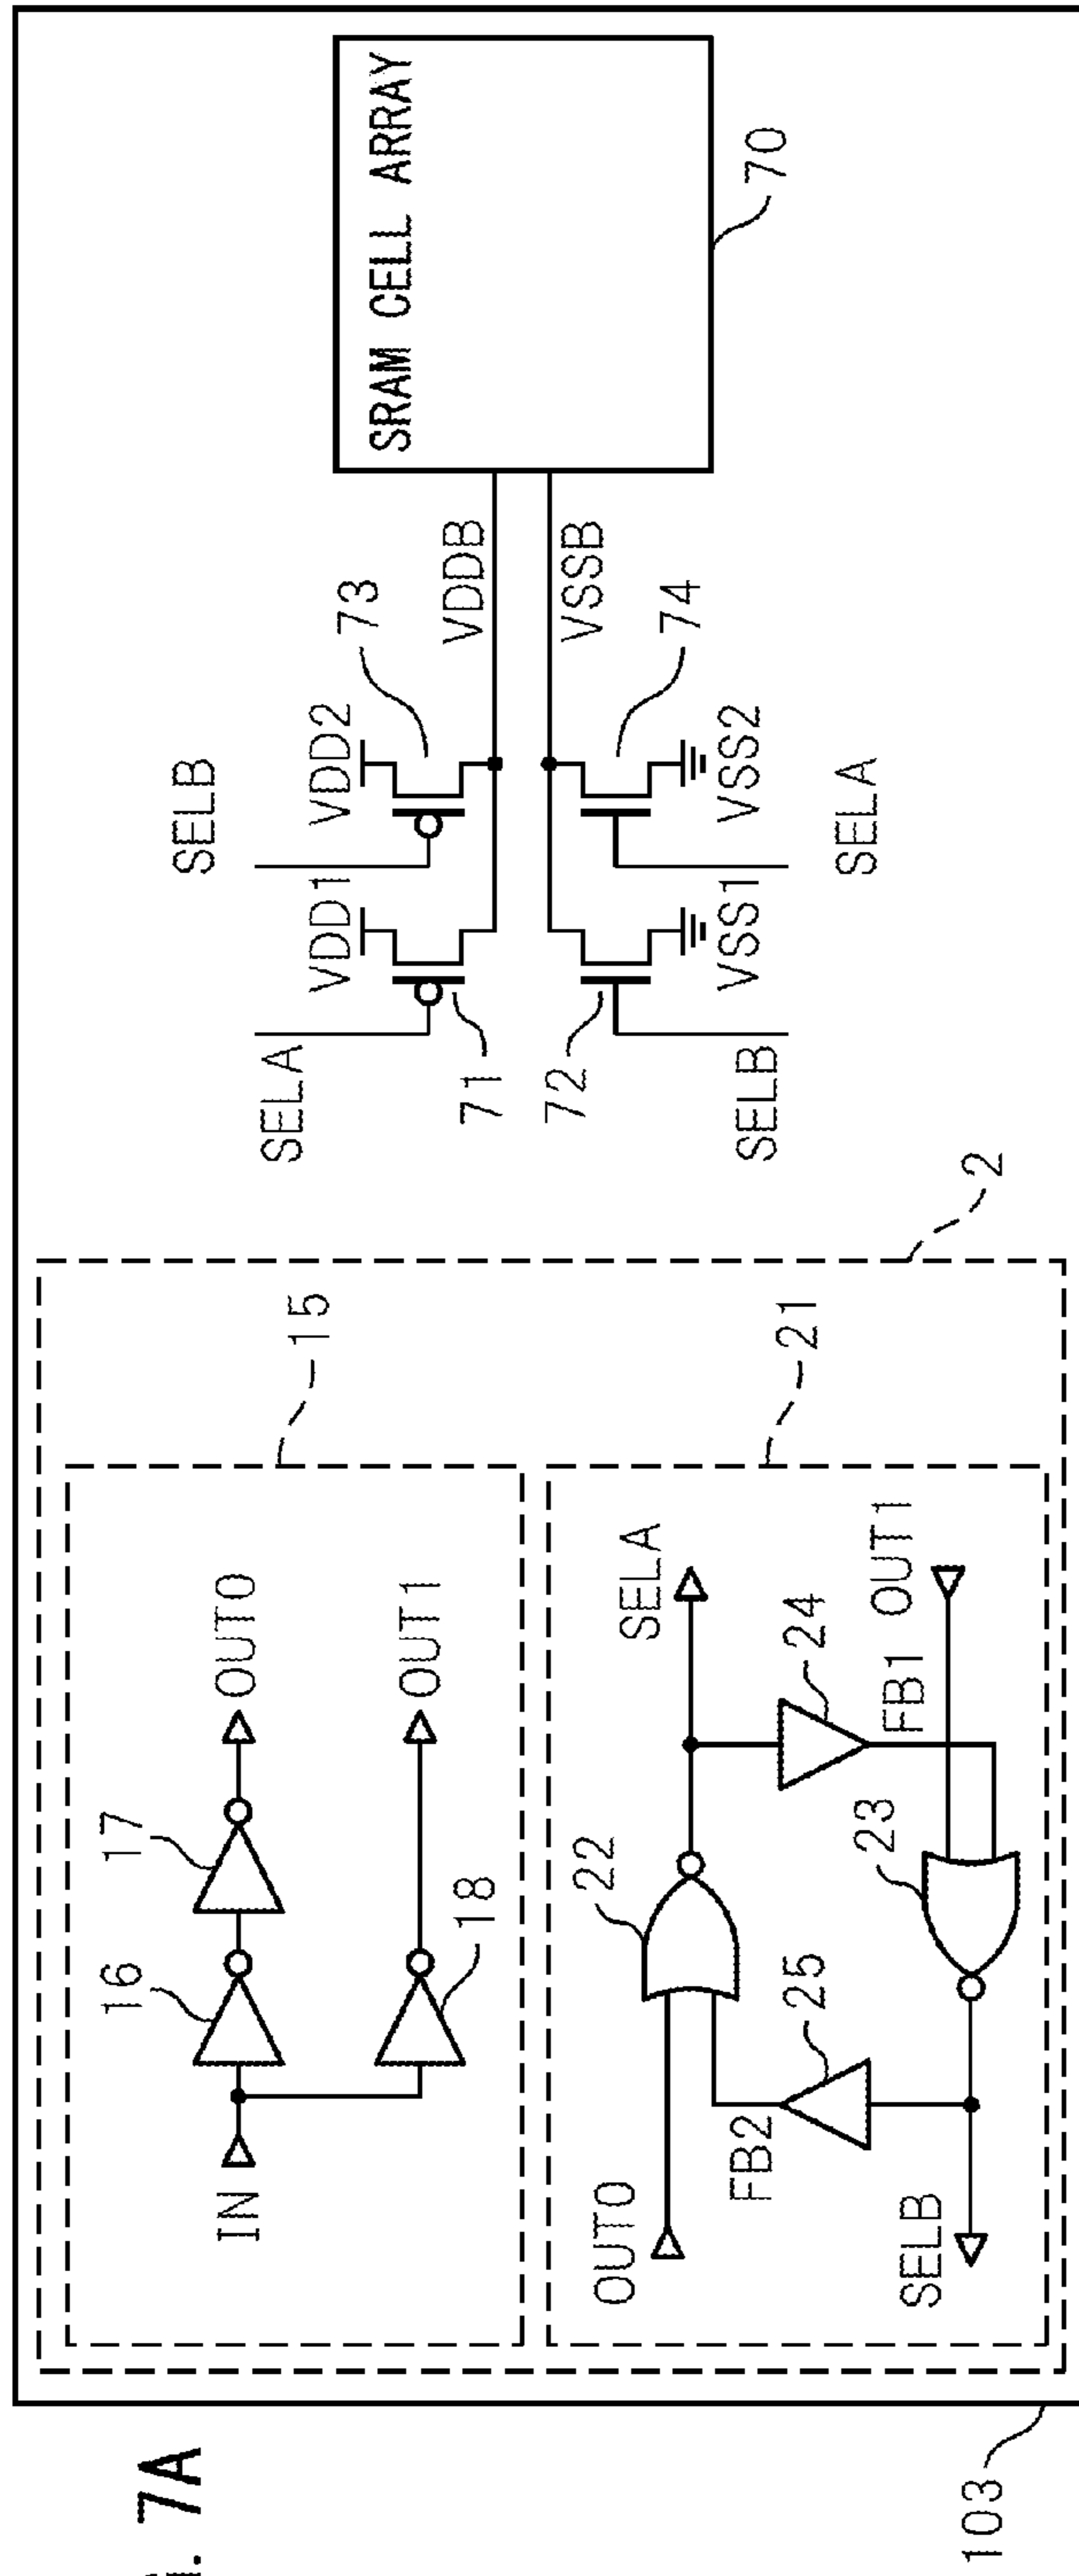 7A
103
2
15
IN
16
17
OUT0
18
OUT1
21
OUT0
22
SELA
FB2
25
24
23
FB1
OUT1
SELB
SELA
SELB
VDD1
VDD2
71
73
VDDB
SRAM CELL ARRAY
VSSB
72
74
VSS1
VSS2
SELB
SELA
70